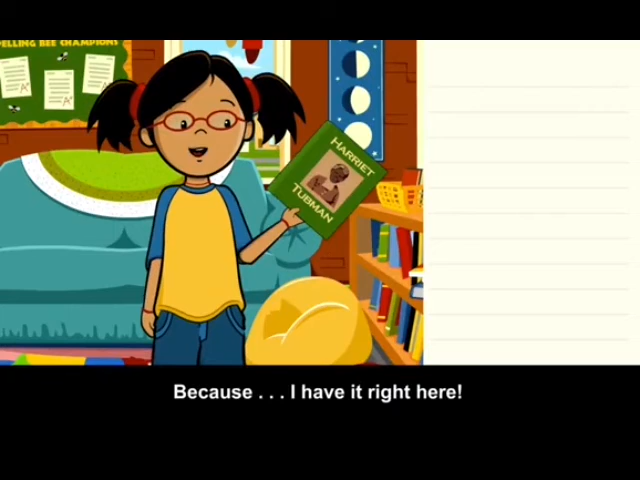 SPELLING BEE CHAMPIONS
A+
A+
A+
HARRIET
TUBMAN
Because . . . I have it right here!